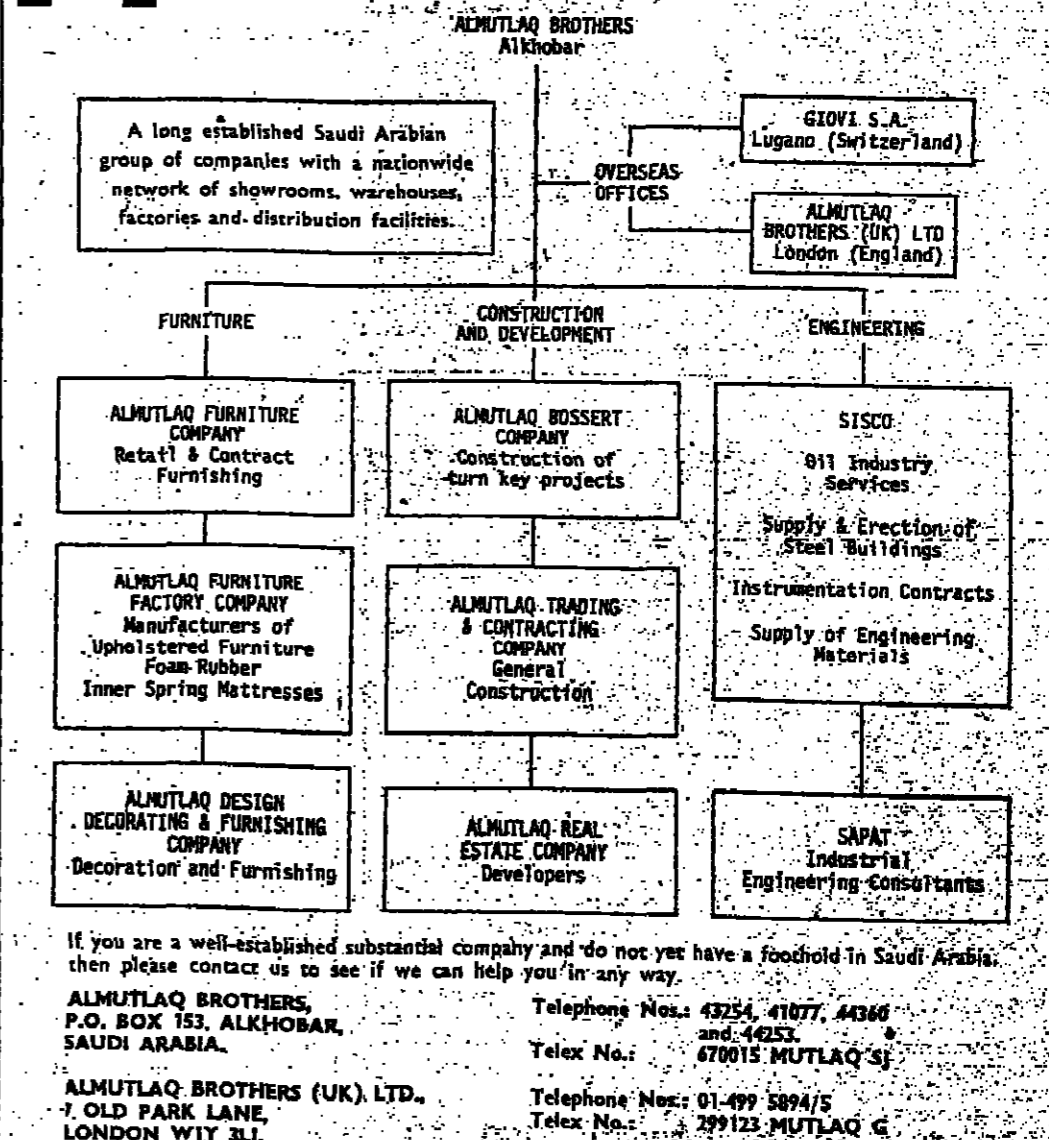 ALMUTLAQ BROTHERS
Alkhobar
A long established Saudi Arabian
group of companies with a nationwide
network of showrooms, warehouses,
factories and distribution facilities.
OVERSEAS
OFFICES
GIOVI S.A.
Lugano (Switzerland)
ALMUTLAQ
BROTHERS (UK) LTD
London (England)
FURNITURE
ALMUTLAQ FURNITURE
COMPANY
Retail & Contract
Furnishing
ALMUTLAQ FURNITURE
FACTORY COMPANY
Manufacturers of
Upholstered Furniture
Foam Rubber
Inner Spring Mattresses
ALMUTLAQ DESIGN
DECORATING & FURNISHING
COMPANY
Decoration and Furnishing
CONSTRUCTION
AND DEVELOPMENT
ALMUTLAQ BOSSERT
COMPANY
Construction of
turn key projects
ALMUTLAQ TRADING
& CONTRACTING
COMPANY
General
Construction
ALMUTLAQ REAL
ESTATE COMPANY
Developers
ENGINEERING
SISCO
Oil Industry
Services
Supply & Erection of
Steel Buildings
Instrumentation Contracts
Supply of Engineering
Materials
SAPAT
Industrial
Engineering Consultants
If you are a well-established substantial company and do not yet have a foothold in Saudi Arabia,
then please contact us to see if we can help you in any way.
ALMUTLAQ BROTHERS,
P.O. BOX 153, ALKHOBAR,
SAUDI ARABIA.
Telephone Nos.: 43254, 41077, 44360
and 44253.
Telex No.: 670015 MUTLAQ SJ
ALMUTLAQ BROTHERS (UK) LTD.,
7, OLD PARK LANE,
LONDON W1Y 3LJ.
Telephone Nos.: 01-499 5894/5
Telex No.: 299123 MUTLAQ G